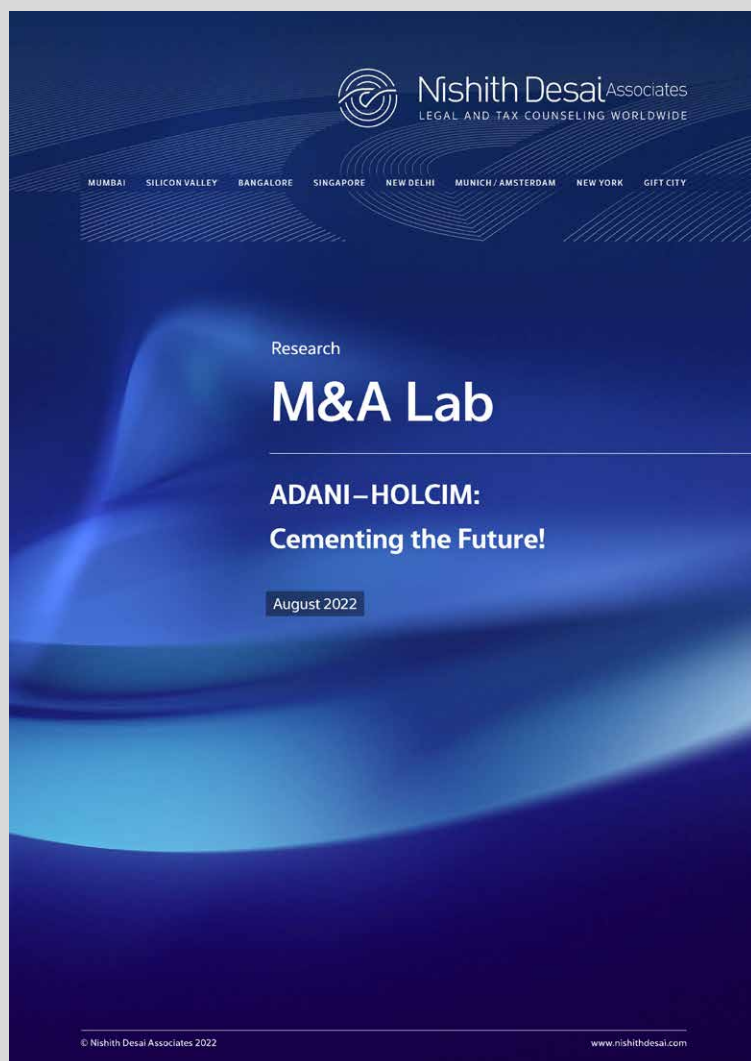 Nishith Desai Associates
LEGAL AND TAX COUNSELING WORLDWIDE
MUMBAI SILICON VALLEY BANGALORE SINGAPORE NEW DELHI MUNICH / AMSTERDAM NEW YORK GIFT CITY
Research
M&A Lab
ADANI–HOLCIM:
Cementing the Future!
August 2022
© Nishith Desai Associates 2022 www.nishithdesai.com